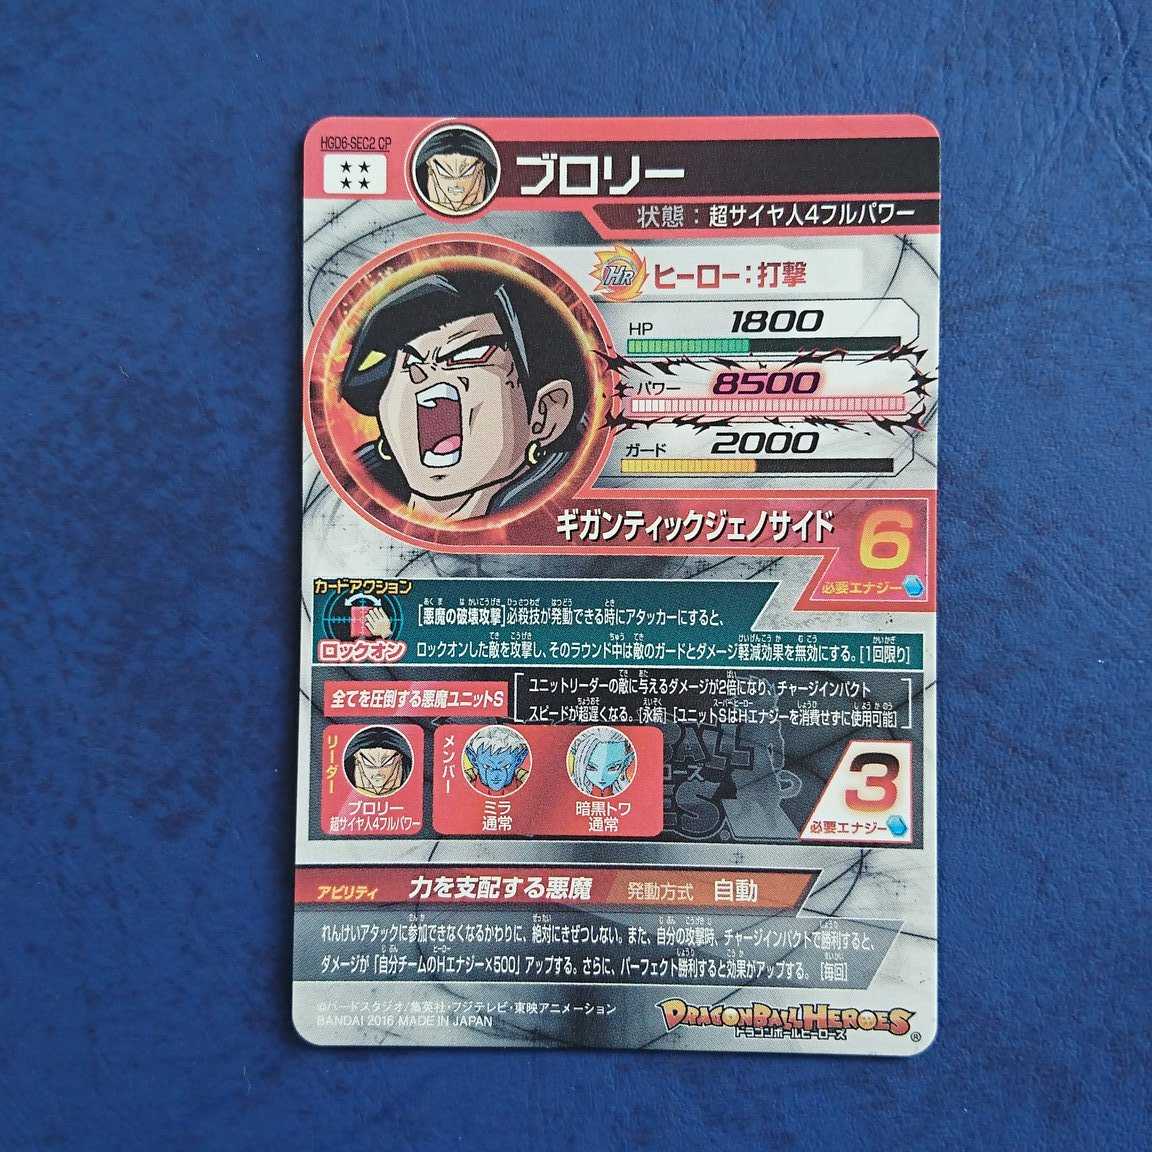 HGD6-SEC2 CP
★★
★★
ブロリー
状態：超サイヤ人4フルパワー
HR ヒーロー：打撃
HP 1800
パワー 8500
ガード 2000
ギガンティックジェノサイド 6
必要エナジー
カードアクション
ロックオン
[悪魔の破壊攻撃]必殺技が発動できる時にアタッカーにすると、
ロックオンした敵を攻撃し、そのラウンド中は敵のガードとダメージ軽減効果を無効にする。[1回限り]
全てを圧倒する悪魔ユニットS
ユニットリーダーの敵に与えるダメージが2倍になり、チャージインパクト
スピードが超遅くなる。[永続]［ユニットSはHエナジーを消費せずに使用可能］
リーダー
ブロリー
超サイヤ人4フルパワー
メンバー
ミラ
通常
暗黒トワ
通常
3
必要エナジー
アビリティ 力を支配する悪魔 発動方式 自動
れんけいアタックに参加できなくなるかわりに、絶対にきぜつしない。また、自分の攻撃時、チャージインパクトで勝利すると、
ダメージが「自分チームのHエナジー×500」アップする。さらに、パーフェクト勝利すると効果がアップする。［毎回］
©バードスタジオ/集英社・フジテレビ・東映アニメーション
BANDAI 2016 MADE IN JAPAN
DRAGONBALL HEROES
ドラゴンボールヒーローズ